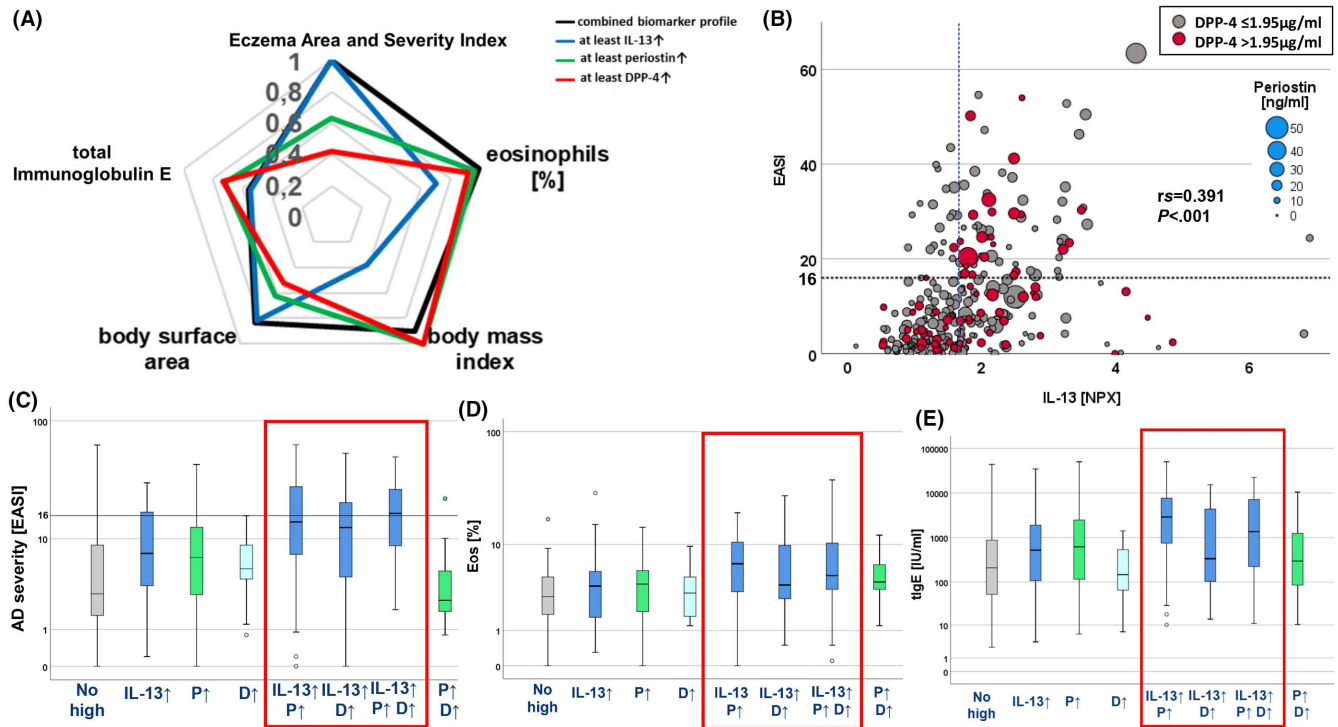 (A)
combined biomarker profile
at least IL-13↑
at least periostin↑
at least DPP-4↑
Eczema Area and Severity Index
1
0,8
0,6
0,4
0,2
0
total
Immunoglobulin E
eosinophils
[%]
body surface
area
body mass
index
(B)
DPP-4 ≤1.95µg/ml
DPP-4 >1.95µg/ml
Periostin
[ng/ml]
50
40
30
20
10
0
rs=0.391
P<.001
EASI
60
40
20
16
0
0 2 4 6
IL-13 [NPX]
(C)
AD severity [EASI]
100
16
10
1
0
No
high
IL-13↑
P↑
D↑
IL-13↑
P↑
IL-13↑
D↑
IL-13↑
P↑ D↑
P↑
D↑
(D)
Eos [%]
100
10
1
0
No
high
IL-13↑
P↑
D↑
IL-13
P↑
IL-13↑
D↑
IL-13↑
P↑ D↑
P↑
D↑
(E)
tIgE [IU/ml]
100000
10000
1000
100
10
1
0
No
high
IL-13↑
P↑
D↑
IL-13↑
P↑
IL-13↑
D↑
IL-13↑
P↑ D↑
P↑
D↑